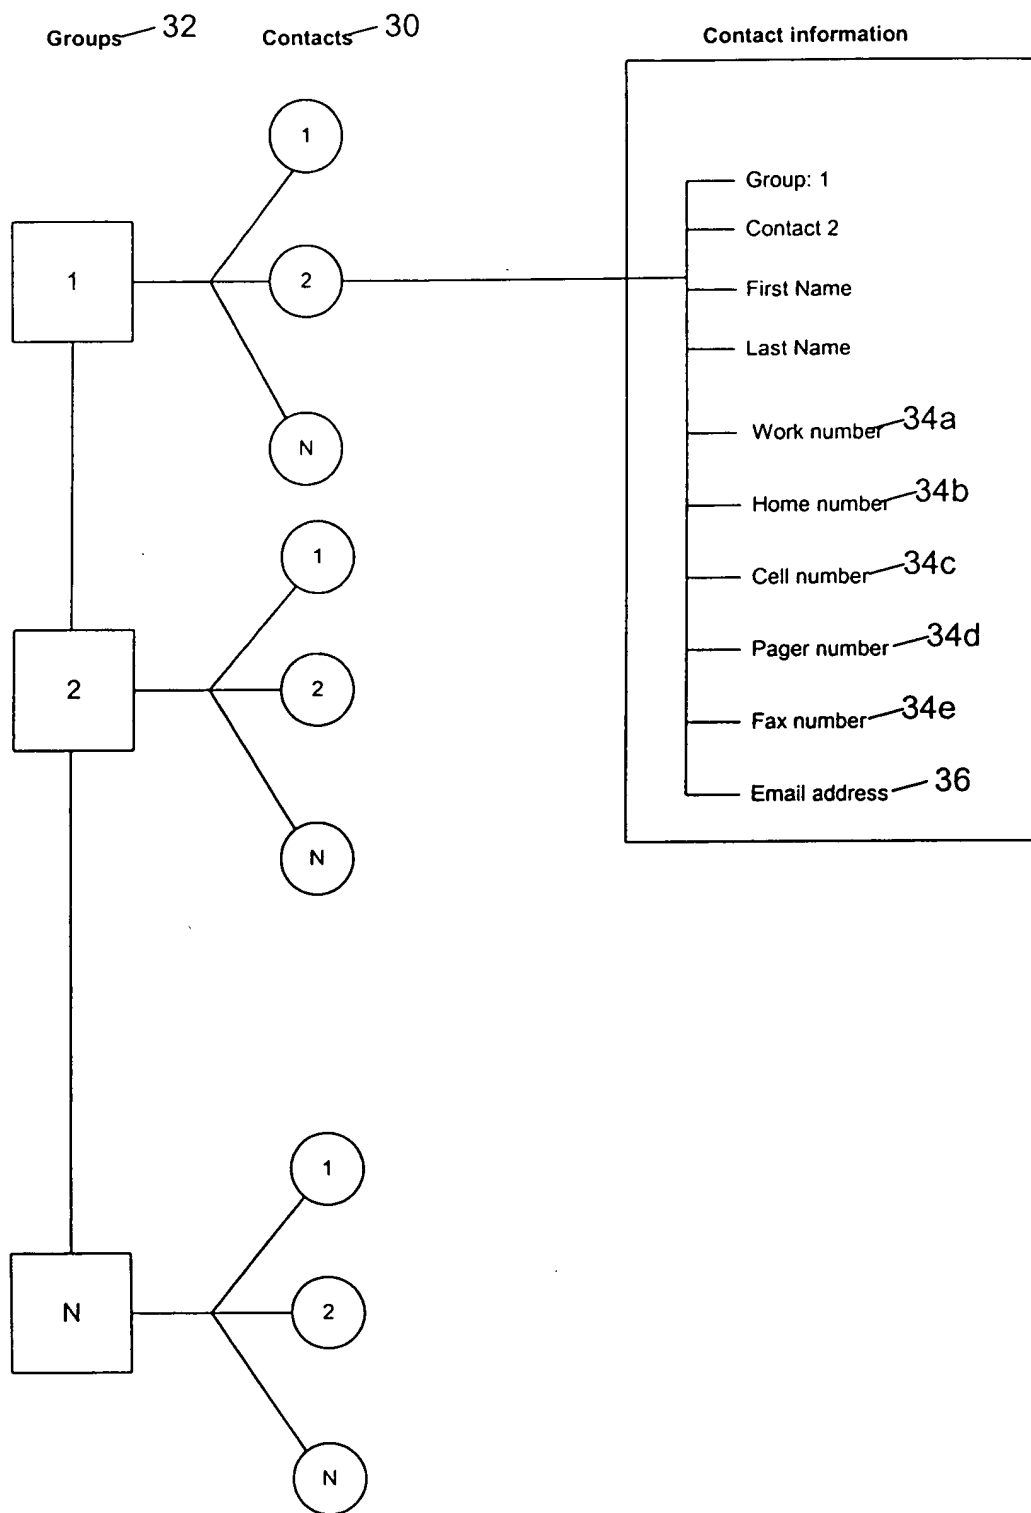 Groups 32 Contacts 30 Contact information
1
Group: 1
Contact 2
1 2
First Name
Last Name
Work number 34a
N
Home number 34b
1
Cell number 34c
Pager number 34d
2 2
Fax number 34e
Email address 36
N
1
N 2
N